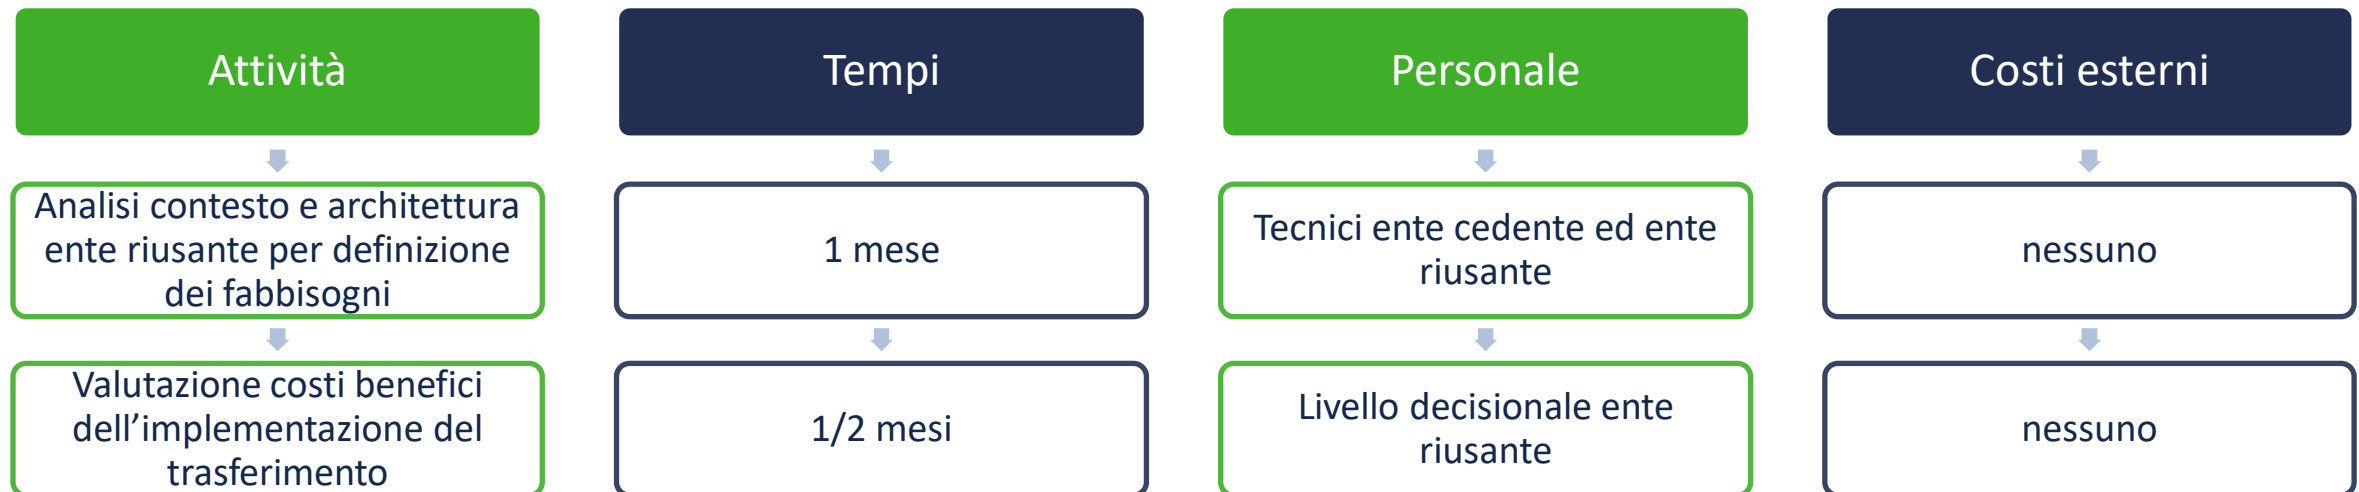 Attività
Tempi
Personale
Costi esterni
Analisi contesto e architettura
ente riusante per definizione
dei fabbisogni
1 mese
Tecnici ente cedente ed ente
riusante
nessuno
Valutazione costi benefici
dell’implementazione del
trasferimento
1/2 mesi
Livello decisionale ente
riusante
nessuno